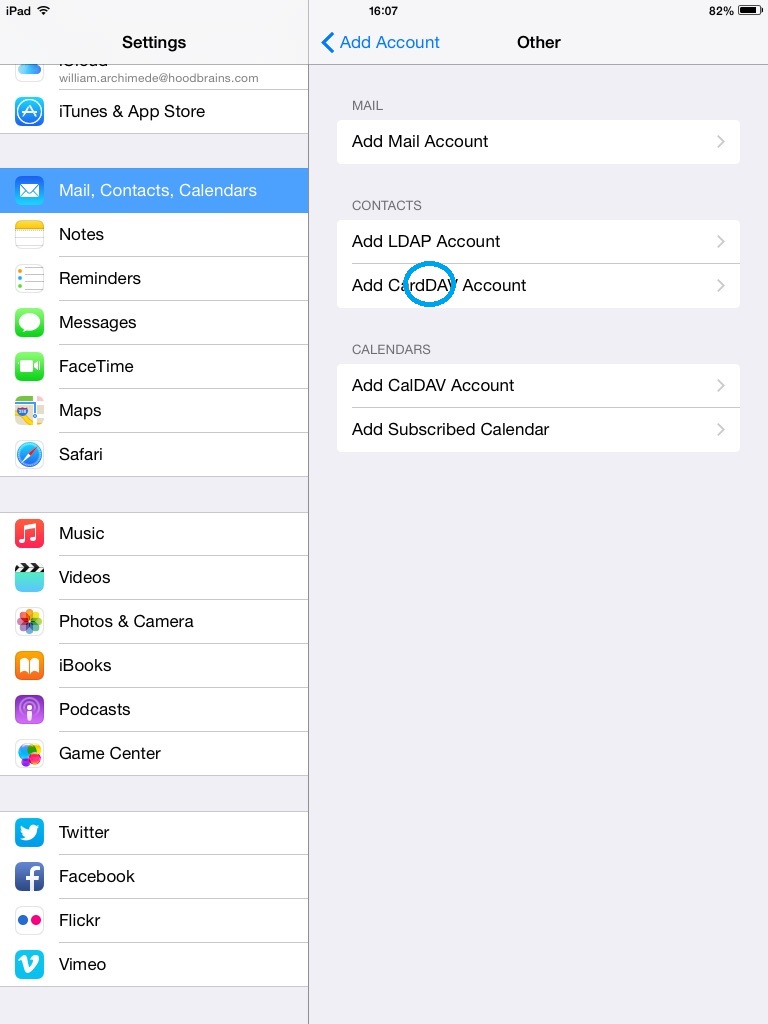 iPad
16:07
82%
Settings
Add Account
Other
iCloud
william.archimede@hoodbrains.com
iTunes & App Store
Mail, Contacts, Calendars
Notes
Reminders
Messages
FaceTime
Maps
Safari
Music
Videos
Photos & Camera
iBooks
Podcasts
Game Center
Twitter
Facebook
Flickr
Vimeo
MAIL
Add Mail Account
CONTACTS
Add LDAP Account
Add CardDAV Account
CALENDARS
Add CalDAV Account
Add Subscribed Calendar